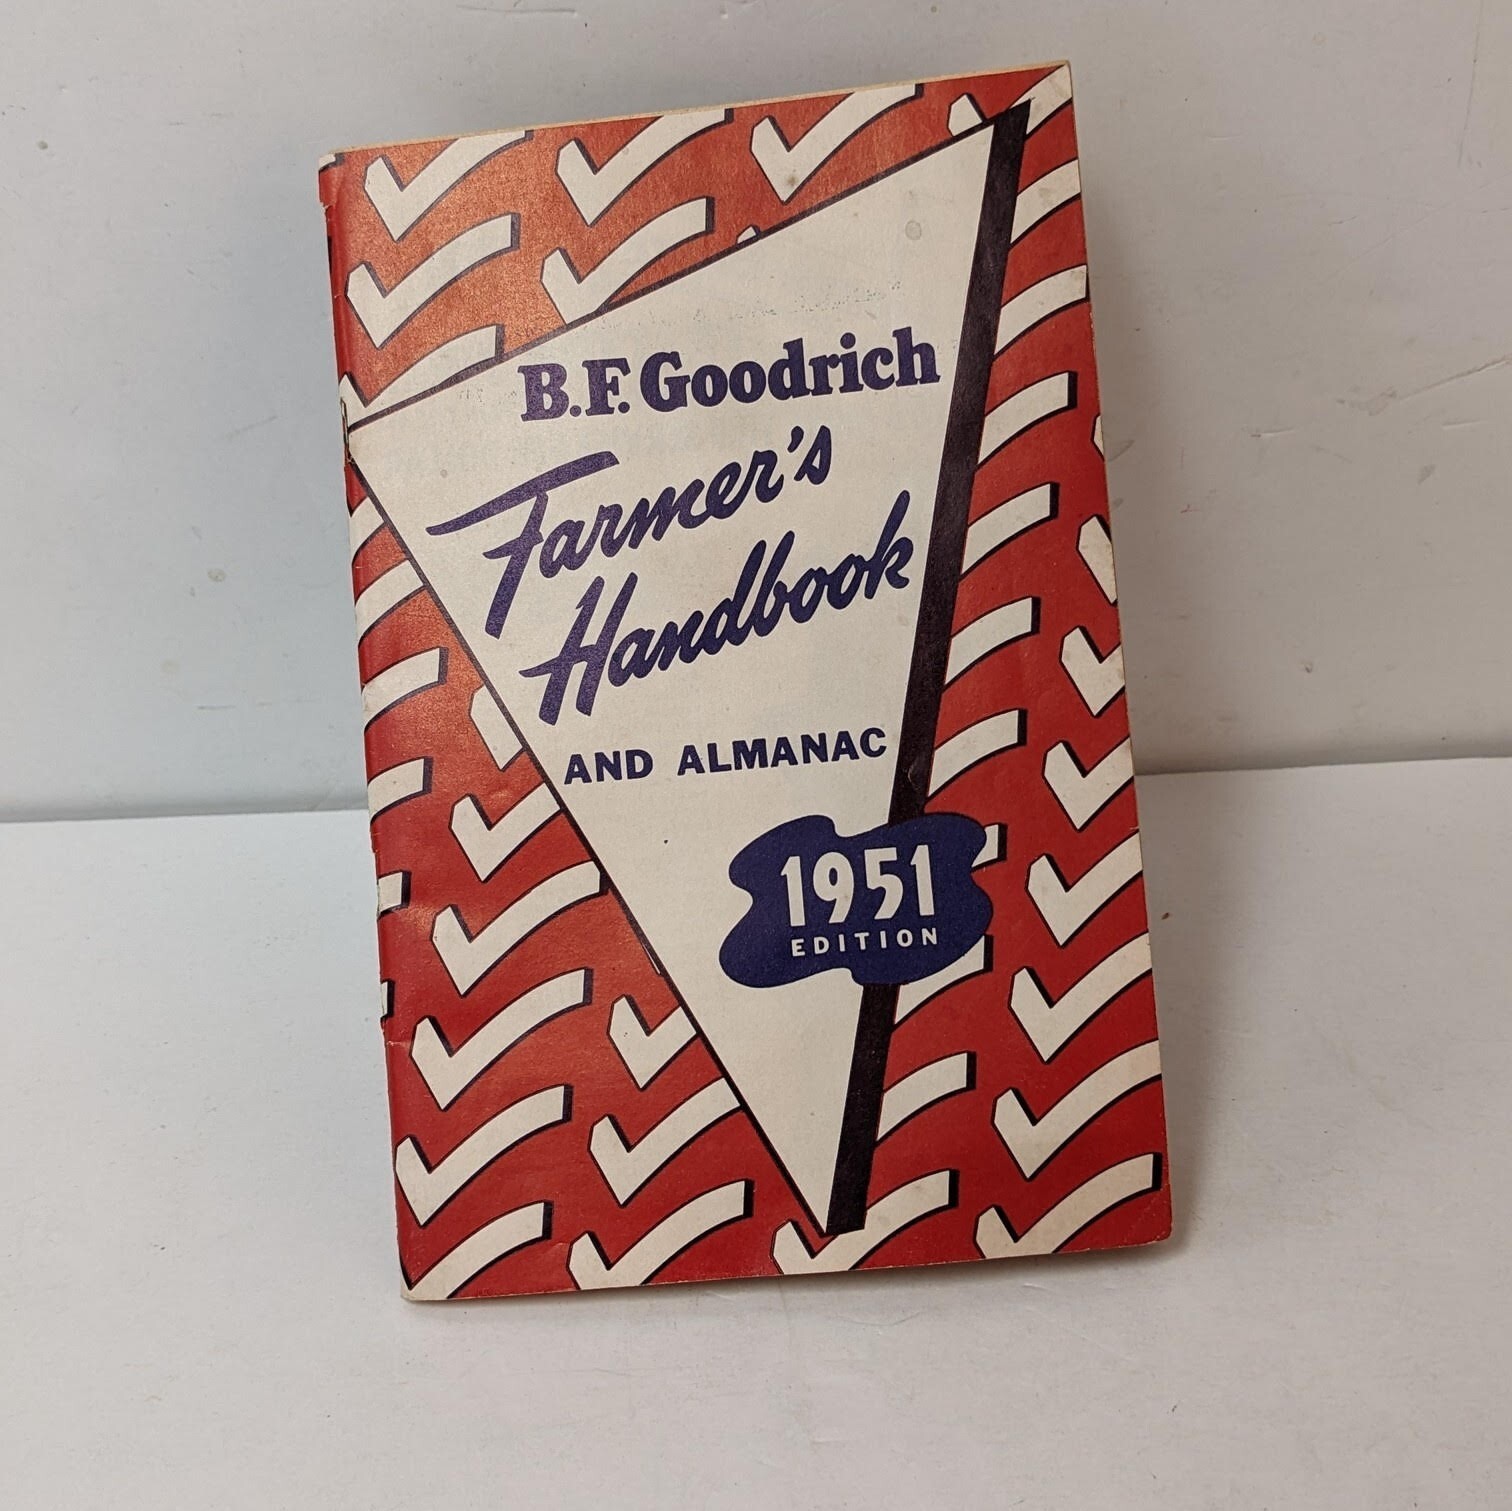 B.F. Goodrich
Farmer's
Handbook
AND ALMANAC
1951
EDITION